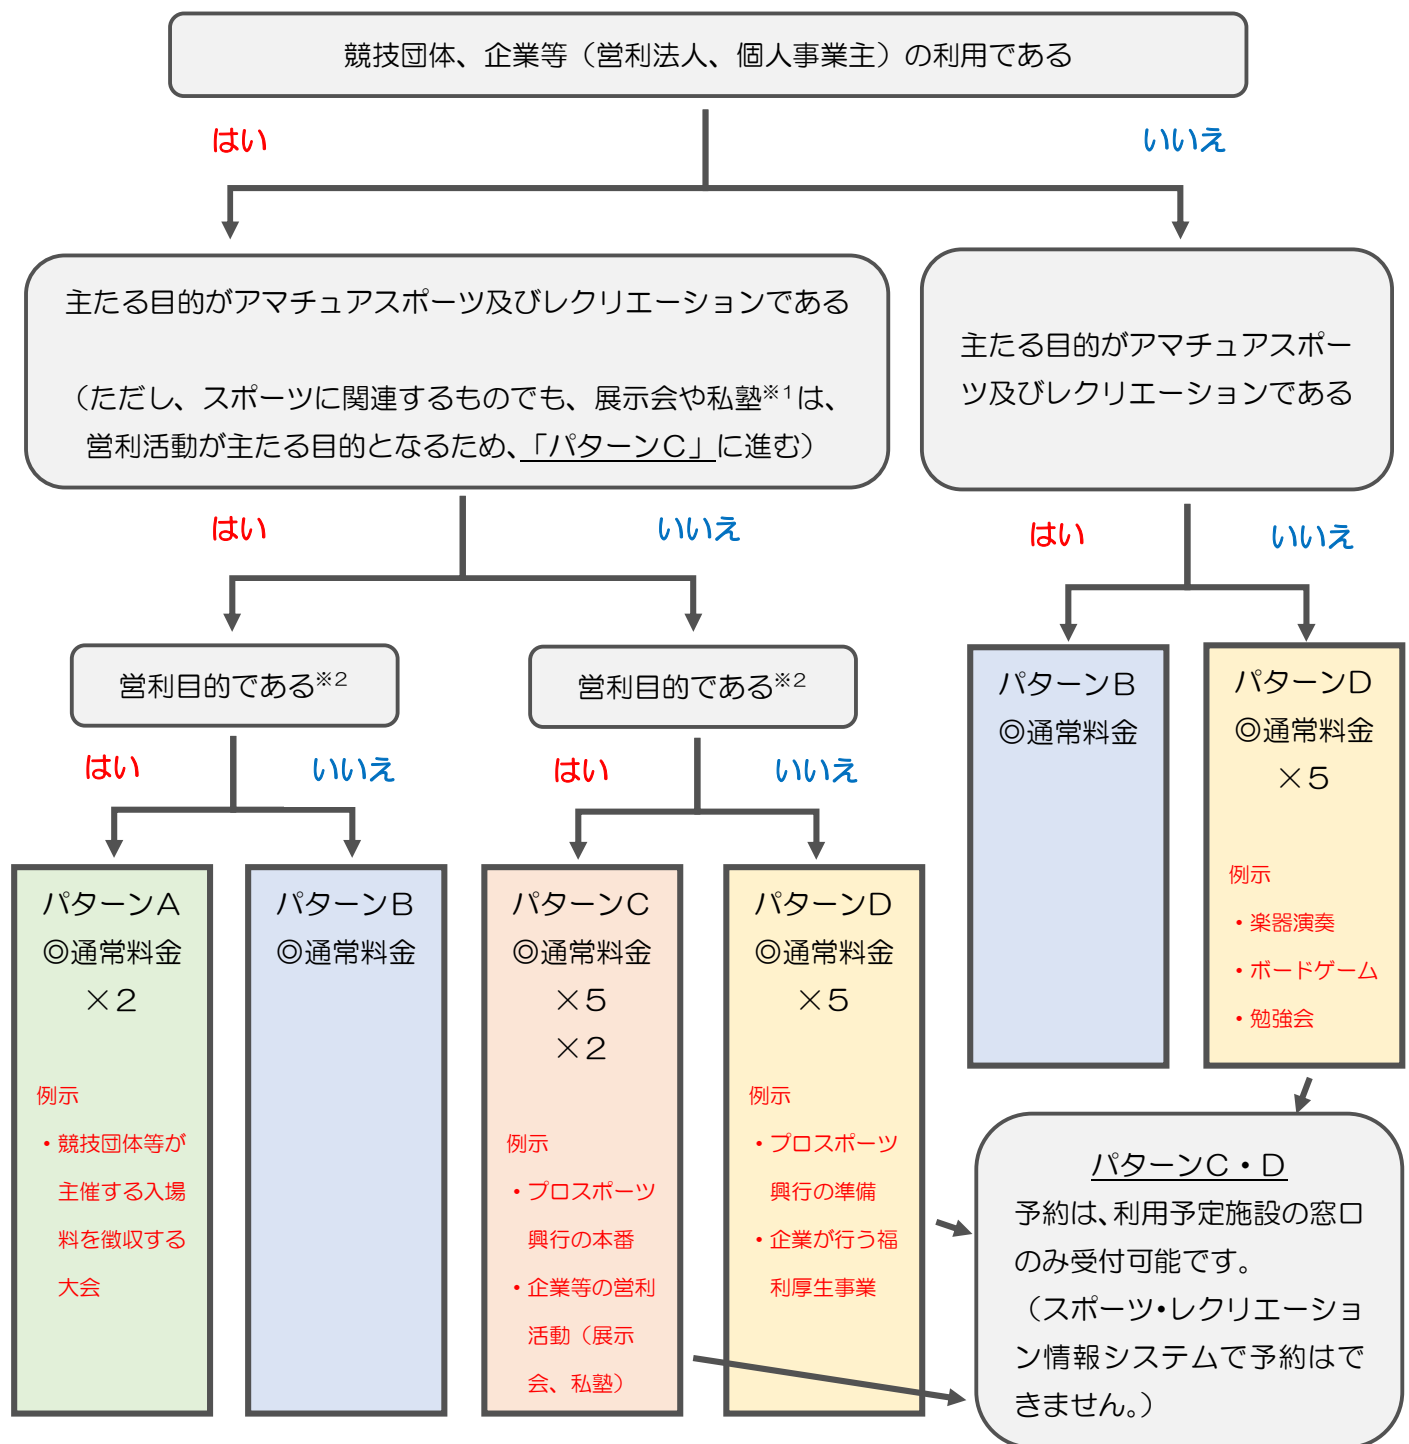 競技団体、企業等（営利法人、個人事業主）の利用である
はい
いいえ
主たる目的がアマチュアスポーツ及びレクリエーションである
（ただし、スポーツに関連するものでも、展示会や私塾※1は、
営利活動が主たる目的となるため、「パターンＣ」に進む）
主たる目的がアマチュアスポー
ツ及びレクリエーションである
はい
いいえ
はい
いいえ
営利目的である※2
営利目的である※2
はい
いいえ
はい
いいえ
パターンＡ
◎通常料金
×２
例示
・競技団体等が
主催する入場
料を徴収する
大会
パターンＢ
◎通常料金
パターンＣ
◎通常料金
×５
×２
例示
・プロスポーツ
興行の本番
・企業等の営利
活動（展示
会、私塾）
パターンＤ
◎通常料金
×５
例示
・プロスポーツ
興行の準備
・企業が行う福
利厚生事業
パターンＢ
◎通常料金
パターンＤ
◎通常料金
×５
例示
・楽器演奏
・ボードゲーム
・勉強会
パターンＣ・Ｄ
予約は、利用予定施設の窓口
のみ受付可能です。
（スポーツ・レクリエーショ
ン情報システムで予約はで
きません。）